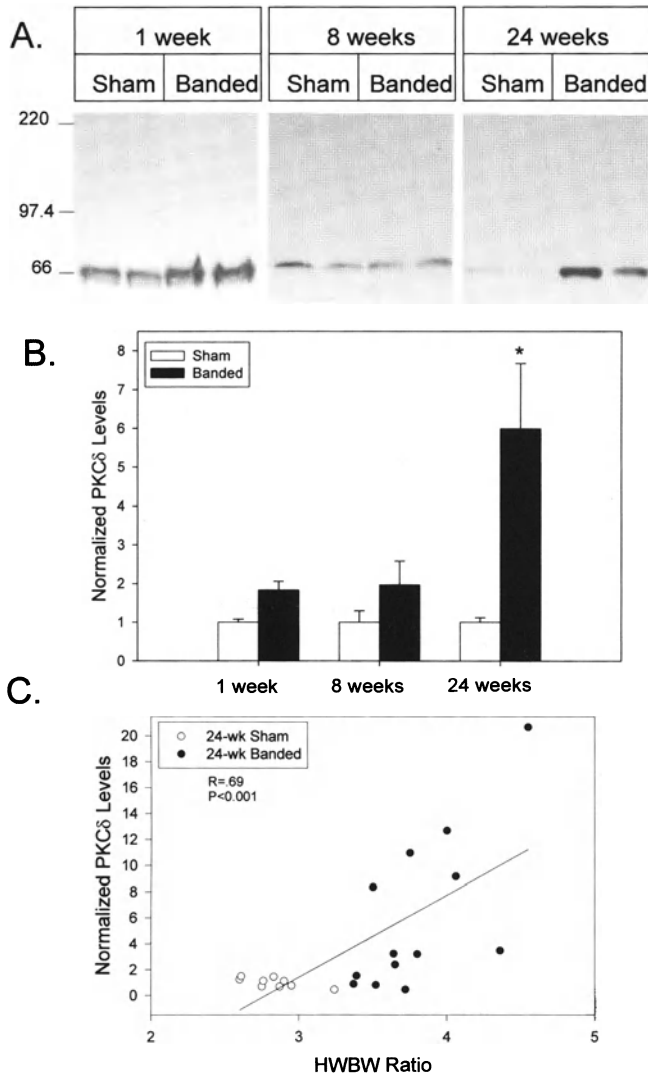 A.
1 week 8 weeks 24 weeks
Sham Banded Sham Banded Sham Banded
220
97.4
66
B.
Sham
Banded
*
8
7
6
5
4
3
2
1
0
Normalized PKCδ Levels
1 week 8 weeks 24 weeks
C.
24-wk Sham
24-wk Banded
R=.69
P<0.001
20
18
16
14
12
10
8
6
4
2
0
Normalized PKCδ Levels
2 3 4 5
HWBW Ratio